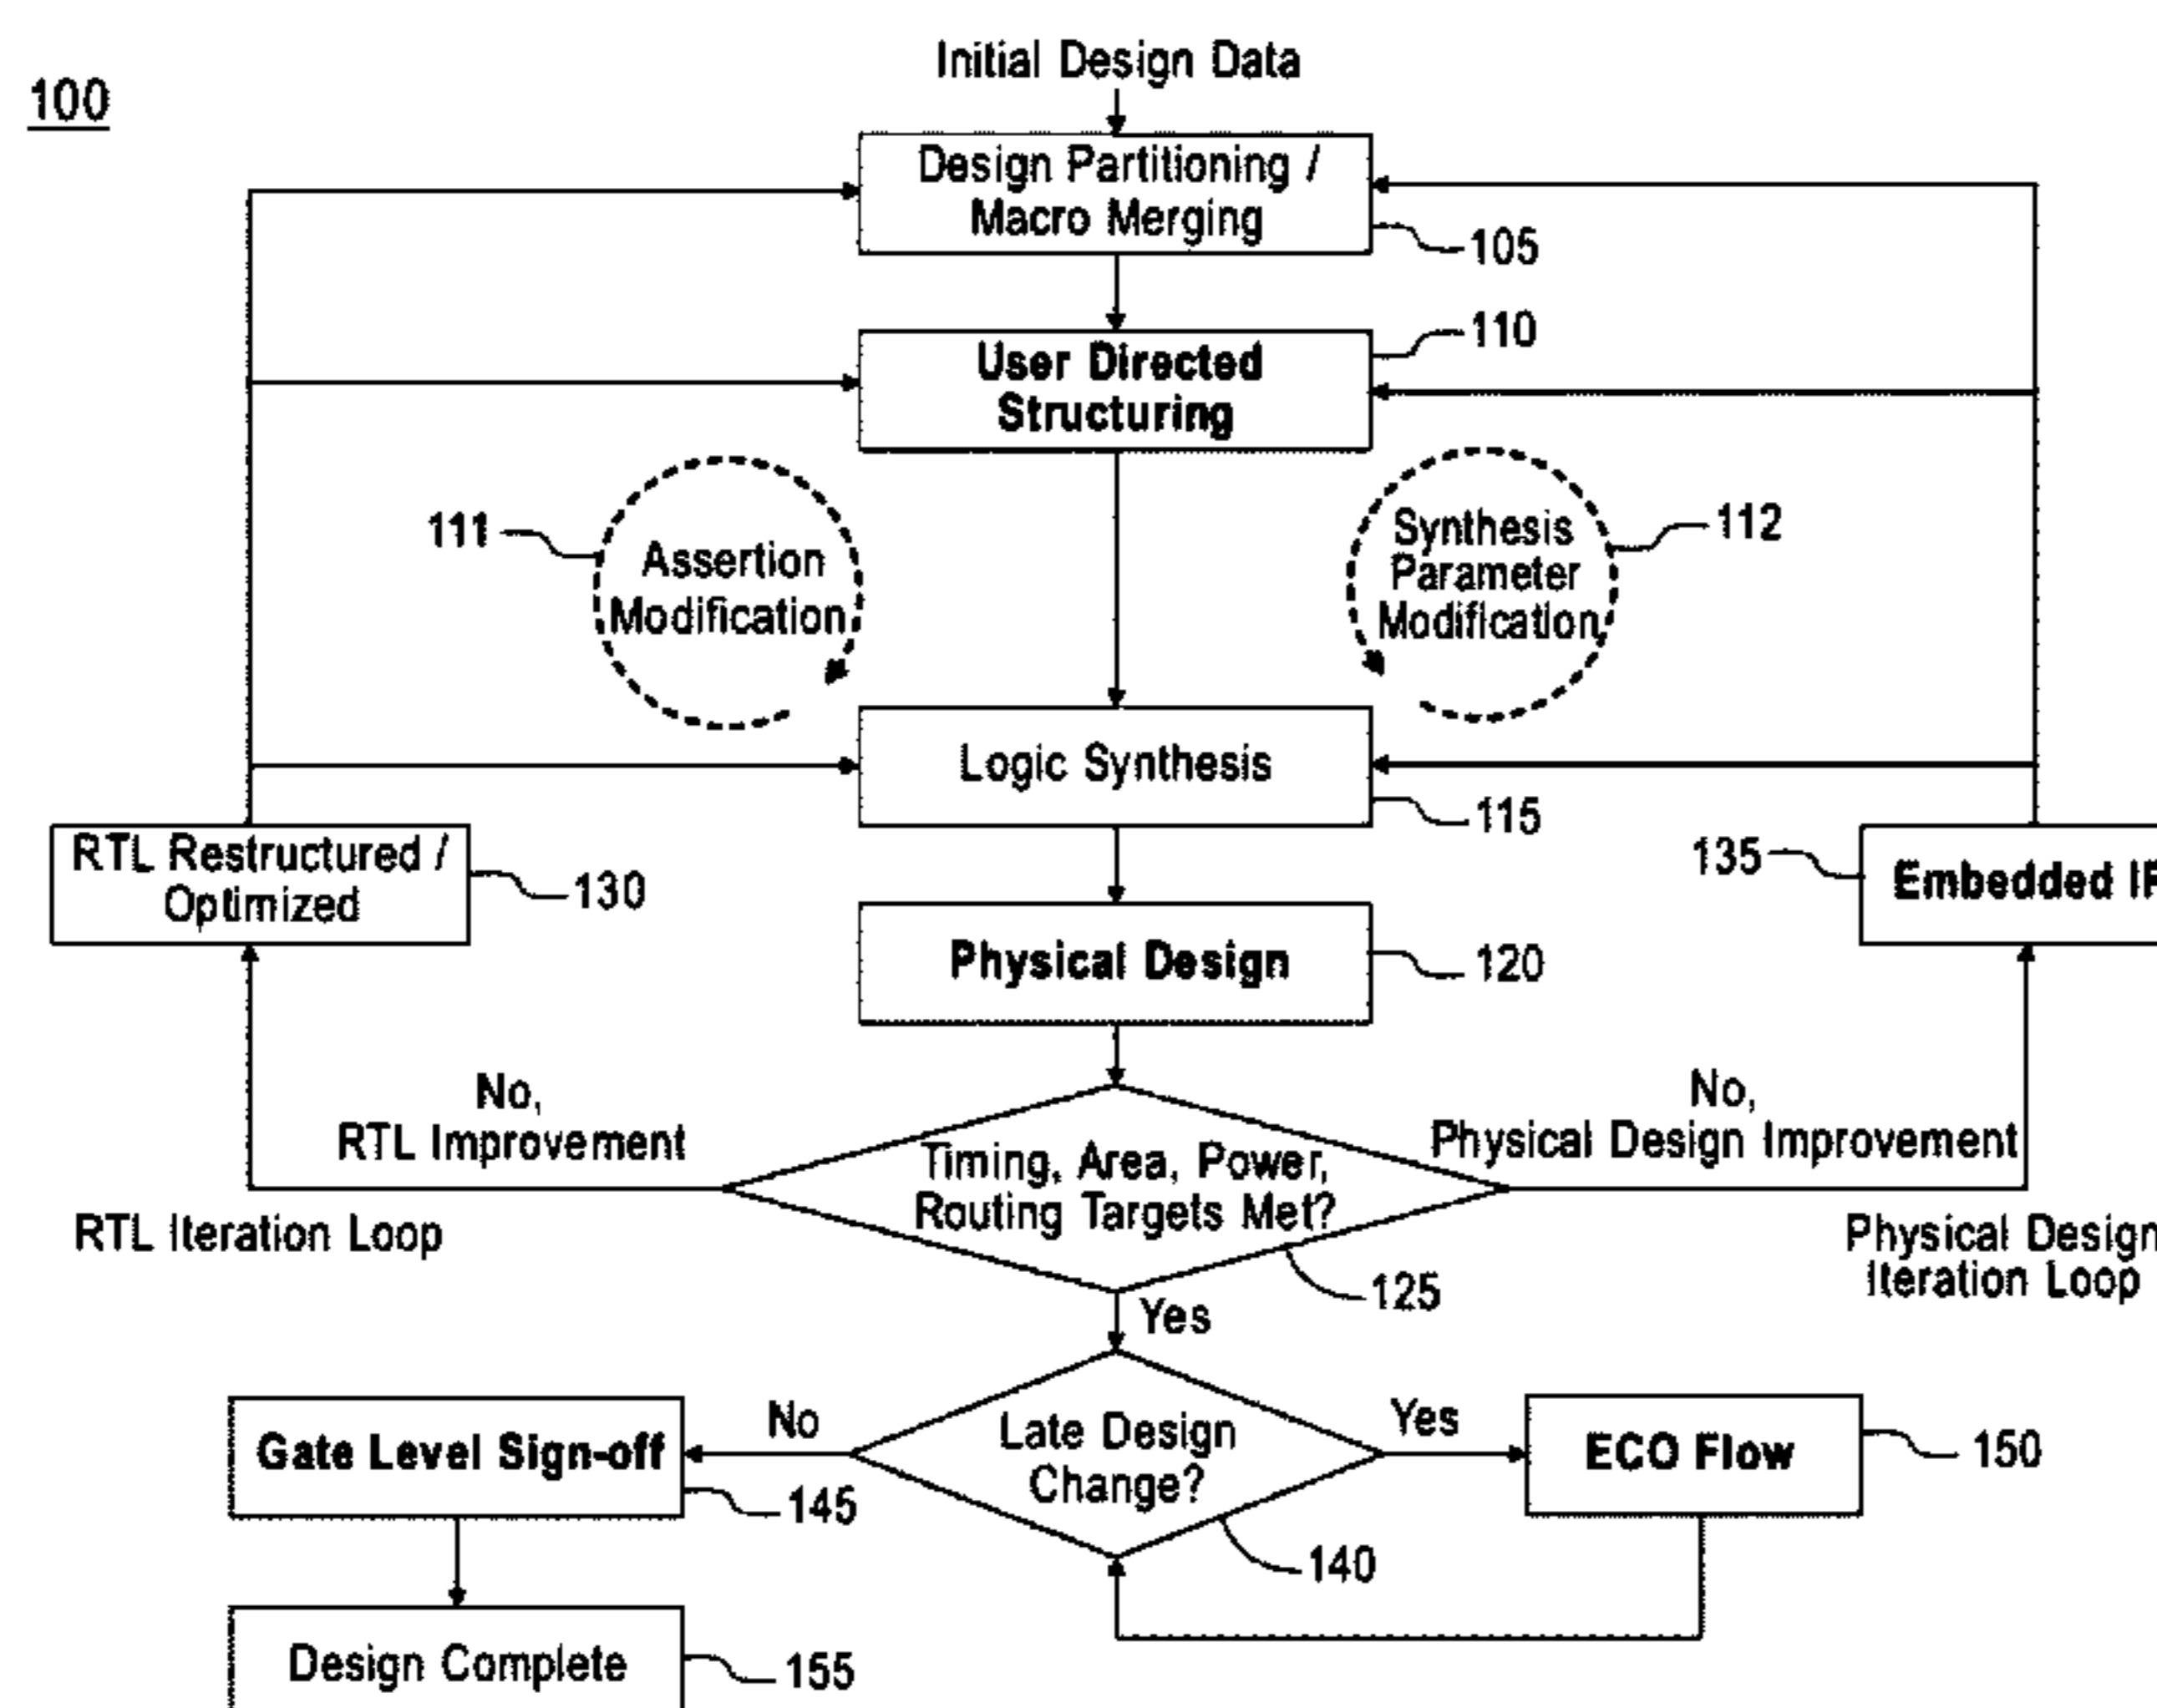 100
Initial Design Data
Design Partitioning /
Macro Merging
105
110
User Directed
Structuring
111
Assertion
Modification
Synthesis
Parameter
Modification
112
Logic Synthesis
115
RTL Restructured /
Optimized
130
135
Embedded
Physical Design
120
No,
RTL Improvement
No,
Physical Design Improvement
Timing, Area, Power,
Routing Targets Met?
125
RTL Iteration Loop
Physical Design
Iteration Loop
Yes
Gate Level Sign-off
145
No
Late Design
Change?
140
Yes
ECO Flow
150
Design Complete
155